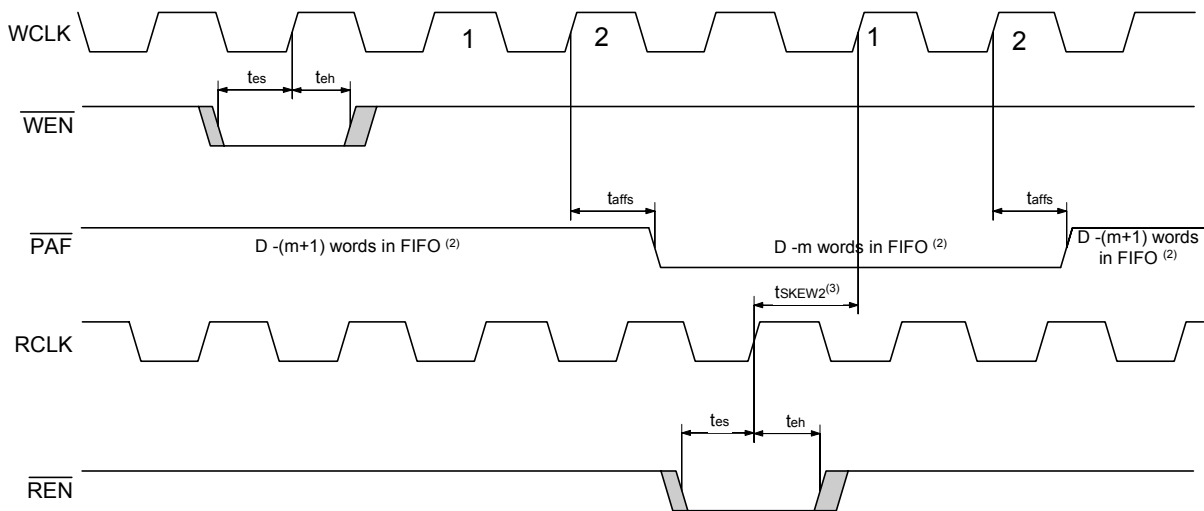 WCLK
1
2
1
2
tes
teh
WEN
taffs
taffs
PAF
D -(m+1) words in FIFO (2)
D -m words in FIFO (2)
D -(m+1) words
in FIFO (2)
tSKEW2(3)
RCLK
tes
teh
REN